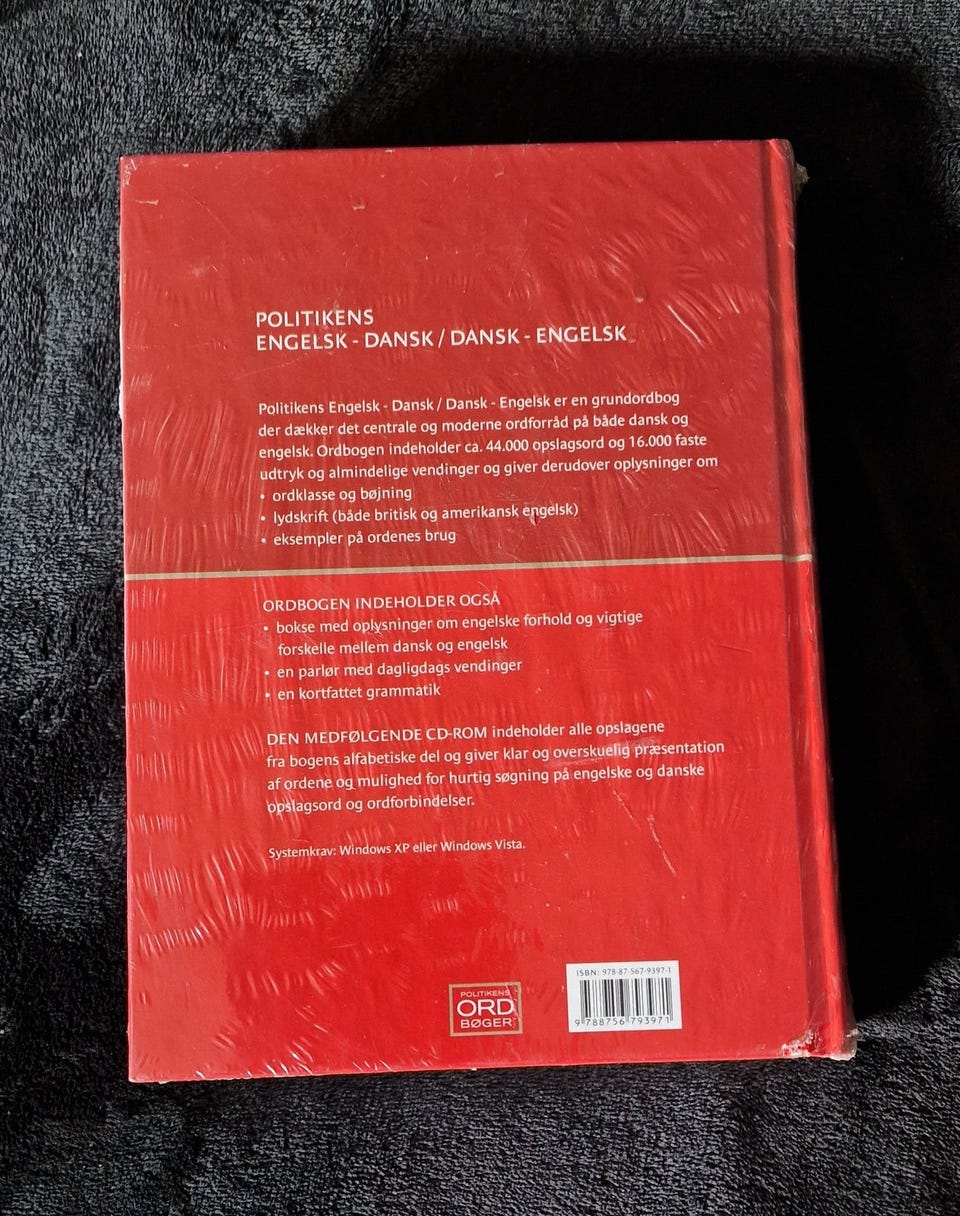 POLITIKENS
ENGELSK - DANSK / DANSK - ENGELSK
Politikens Engelsk - Dansk / Dansk - Engelsk er en grundordbog
der dækker det centrale og moderne ordforråd på både dansk og
engelsk. Ordbogen indeholder ca. 44.000 opslagsord og 16.000 faste
udtryk og almindelige vendinger og giver derudover oplysninger om
• ordklasse og bøjning
• lydskrift (både britisk og amerikansk engelsk)
• eksempler på ordenes brug
ORDBOGEN INDEHOLDER OGSÅ
• bokse med oplysninger om engelske forhold og vigtige
forskelle mellem dansk og engelsk
• en parlør med dagligdags vendinger
• en kortfattet grammatik
DEN MEDFØLGENDE CD-ROM indeholder alle opslagene
fra bogens alfabetiske del og giver klar og overskuelig præsentation
af ordene og mulighed for hurtig søgning på engelske og danske
opslagsord og ordforbindelser.
Systemkrav: Windows XP eller Windows Vista.
POLITIKENS
ORD
BØGER
ISBN: 978-87-567-9397-1
9 788756 793971